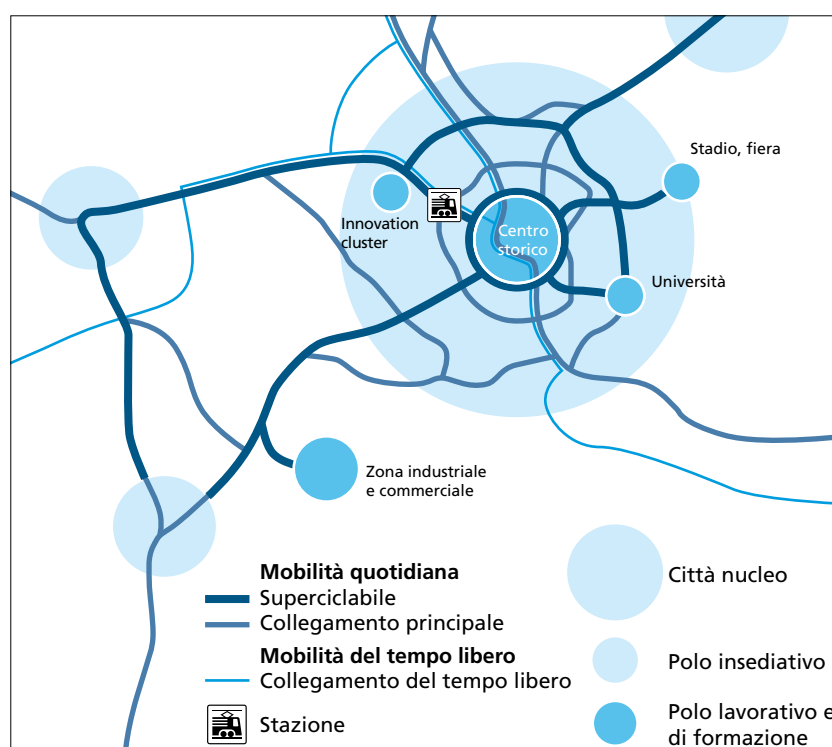 Stadio, fiera
Innovation
cluster
Centro
storico
Università
Zona industriale
e commerciale
Mobilità quotidiana
Superciclabile
Collegamento principale
Mobilità del tempo libero
Collegamento del tempo libero
Stazione
Città nucleo
Polo insediativo
Polo lavorativo e
di formazione